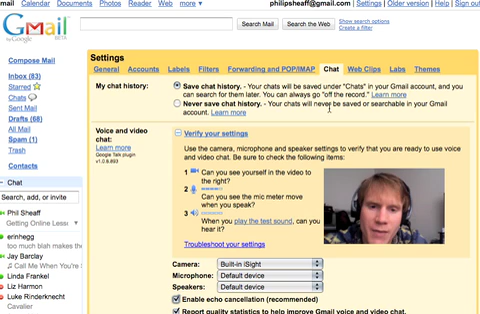 mail Calendar Documents Photos Reader Web more ▼
philipsheaff@gmail.com | Settings | Older version | Help | Sign out
Gmail
by Google BETA
Search Mail Search the Web
Show search options
Create a filter
Compose Mail
Inbox (83)
Starred
Chats
Sent Mail
Drafts (68)
All Mail
Spam (1)
Trash
Contacts
Chat
Search, add, or invite
Phil Sheaff
Getting Online Lesso
erinhegg
too much blah makes the
Jay Barclay
Call Me When You're
Linda Frankel
Liz Harmon
Luke Rinderknecht
Invisible
Settings
General Accounts Labels Filters Forwarding and POP/IMAP Chat Web Clips Labs Themes
My chat history:
Save chat history. - Your chats will be saved under "Chats" in your Gmail account, and
you can search for them later. You can always go "off the record." Learn more
Never save chat history. - Your chats will never be saved or searchable in your Gmail
account. Learn more
Voice and video
chat:
Learn more
Google Talk plugin
v1.0.6.893
Verify your settings
Use the camera, microphone and speaker settings to verify that you are ready to use voice
and video chat. Be sure to check the following items:
1 Can you see yourself in the video
to the right?
2
Can you see the mic meter move
when you speak?
3
When you play the test sound, can you
hear it?
Troubleshoot your settings
Camera: Built-in iSight
Microphone: Default device
Speakers: Default device
Enable echo cancellation (recommended)
Report quality statistics to help improve Gmail voice and video chat.